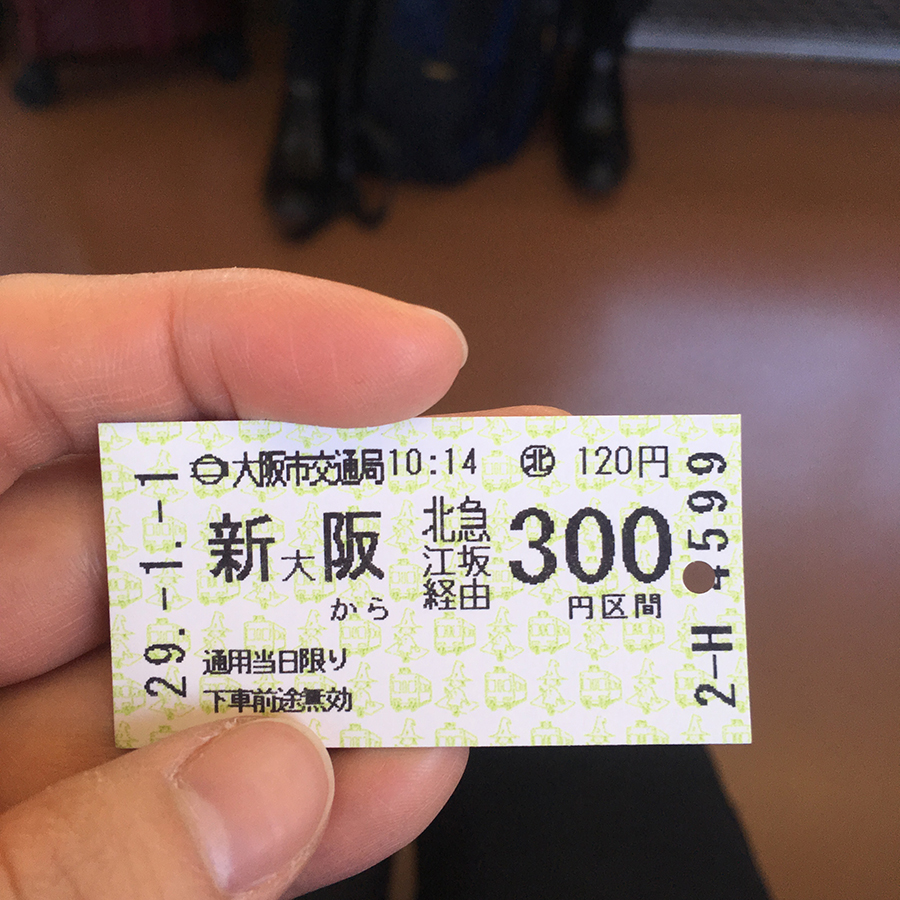 大阪市交通局10:14 ㊗北 120円
新大阪 北急 300
江坂
から 経由 円区間
通用当日限り
下車前途無効
29.-1.-1
2-H 4599